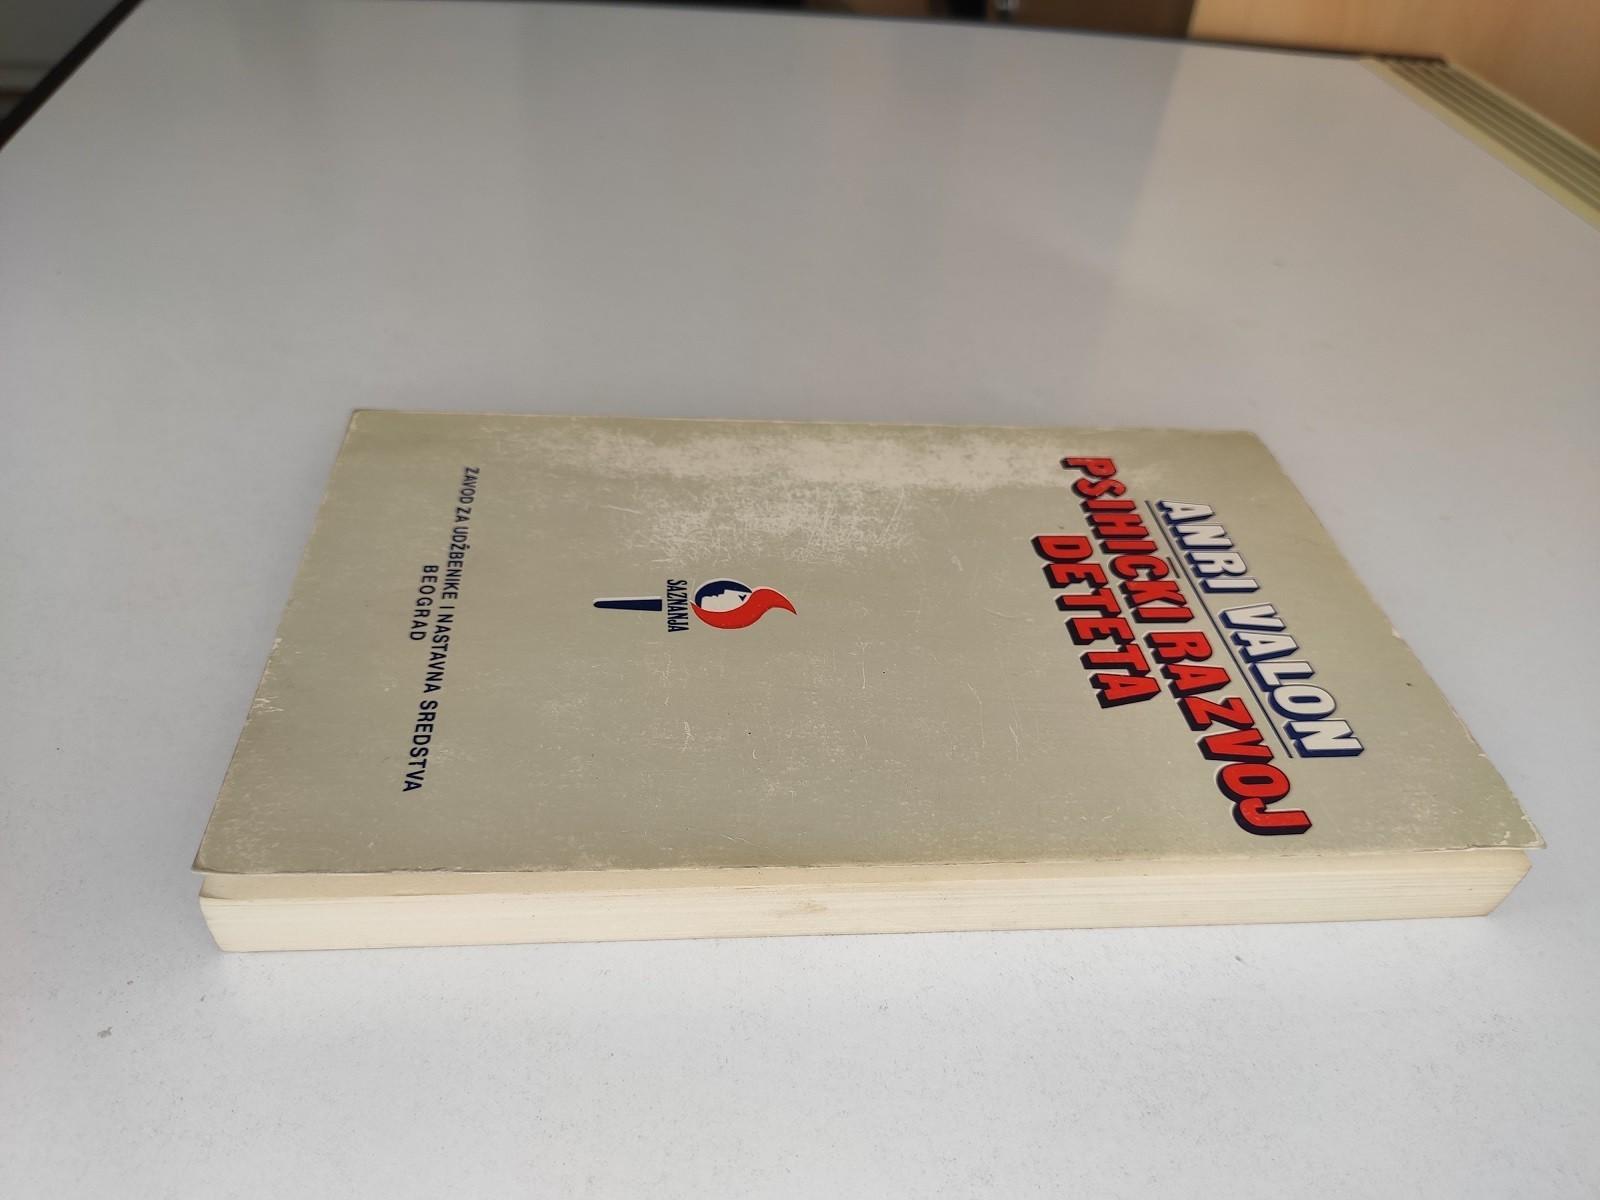 ANRI VALON
PSIHIČKI RAZVOJ
DETETA
SAZNANJA
ZAVOD ZA UDŽBENIKE I NASTAVNA SREDSTVA
BEOGRAD